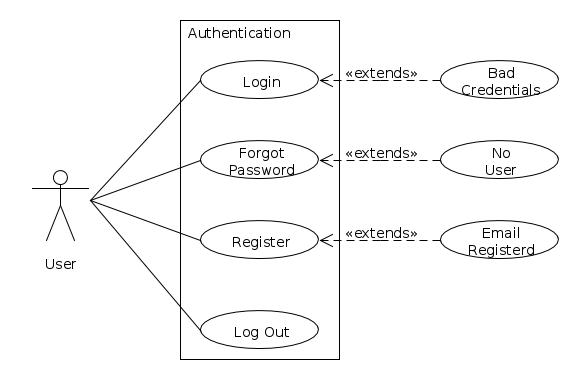 Authentication
Login
«extends»
Bad
Credentials
Forgot
Password
«extends»
No
User
Register
«extends»
Email
Registerd
Log Out
User